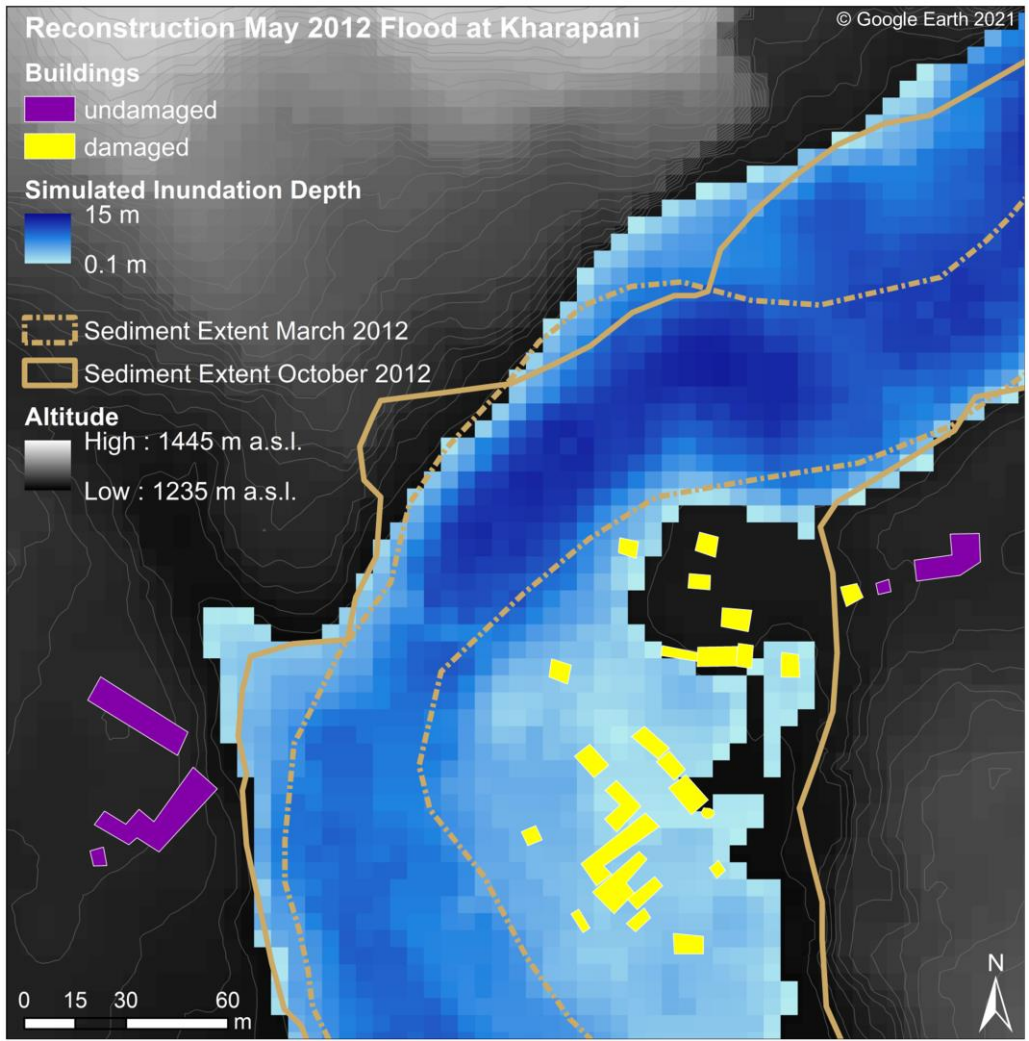 Reconstruction May 2012 Flood at Kharapani
© Google Earth 2021
Buildings
undamaged
damaged
Simulated Inundation Depth
15 m
0.1 m
Sediment Extent March 2012
Sediment Extent October 2012
Altitude
High : 1445 m a.s.l.
Low : 1235 m a.s.l.
0 15 30 60
m
N